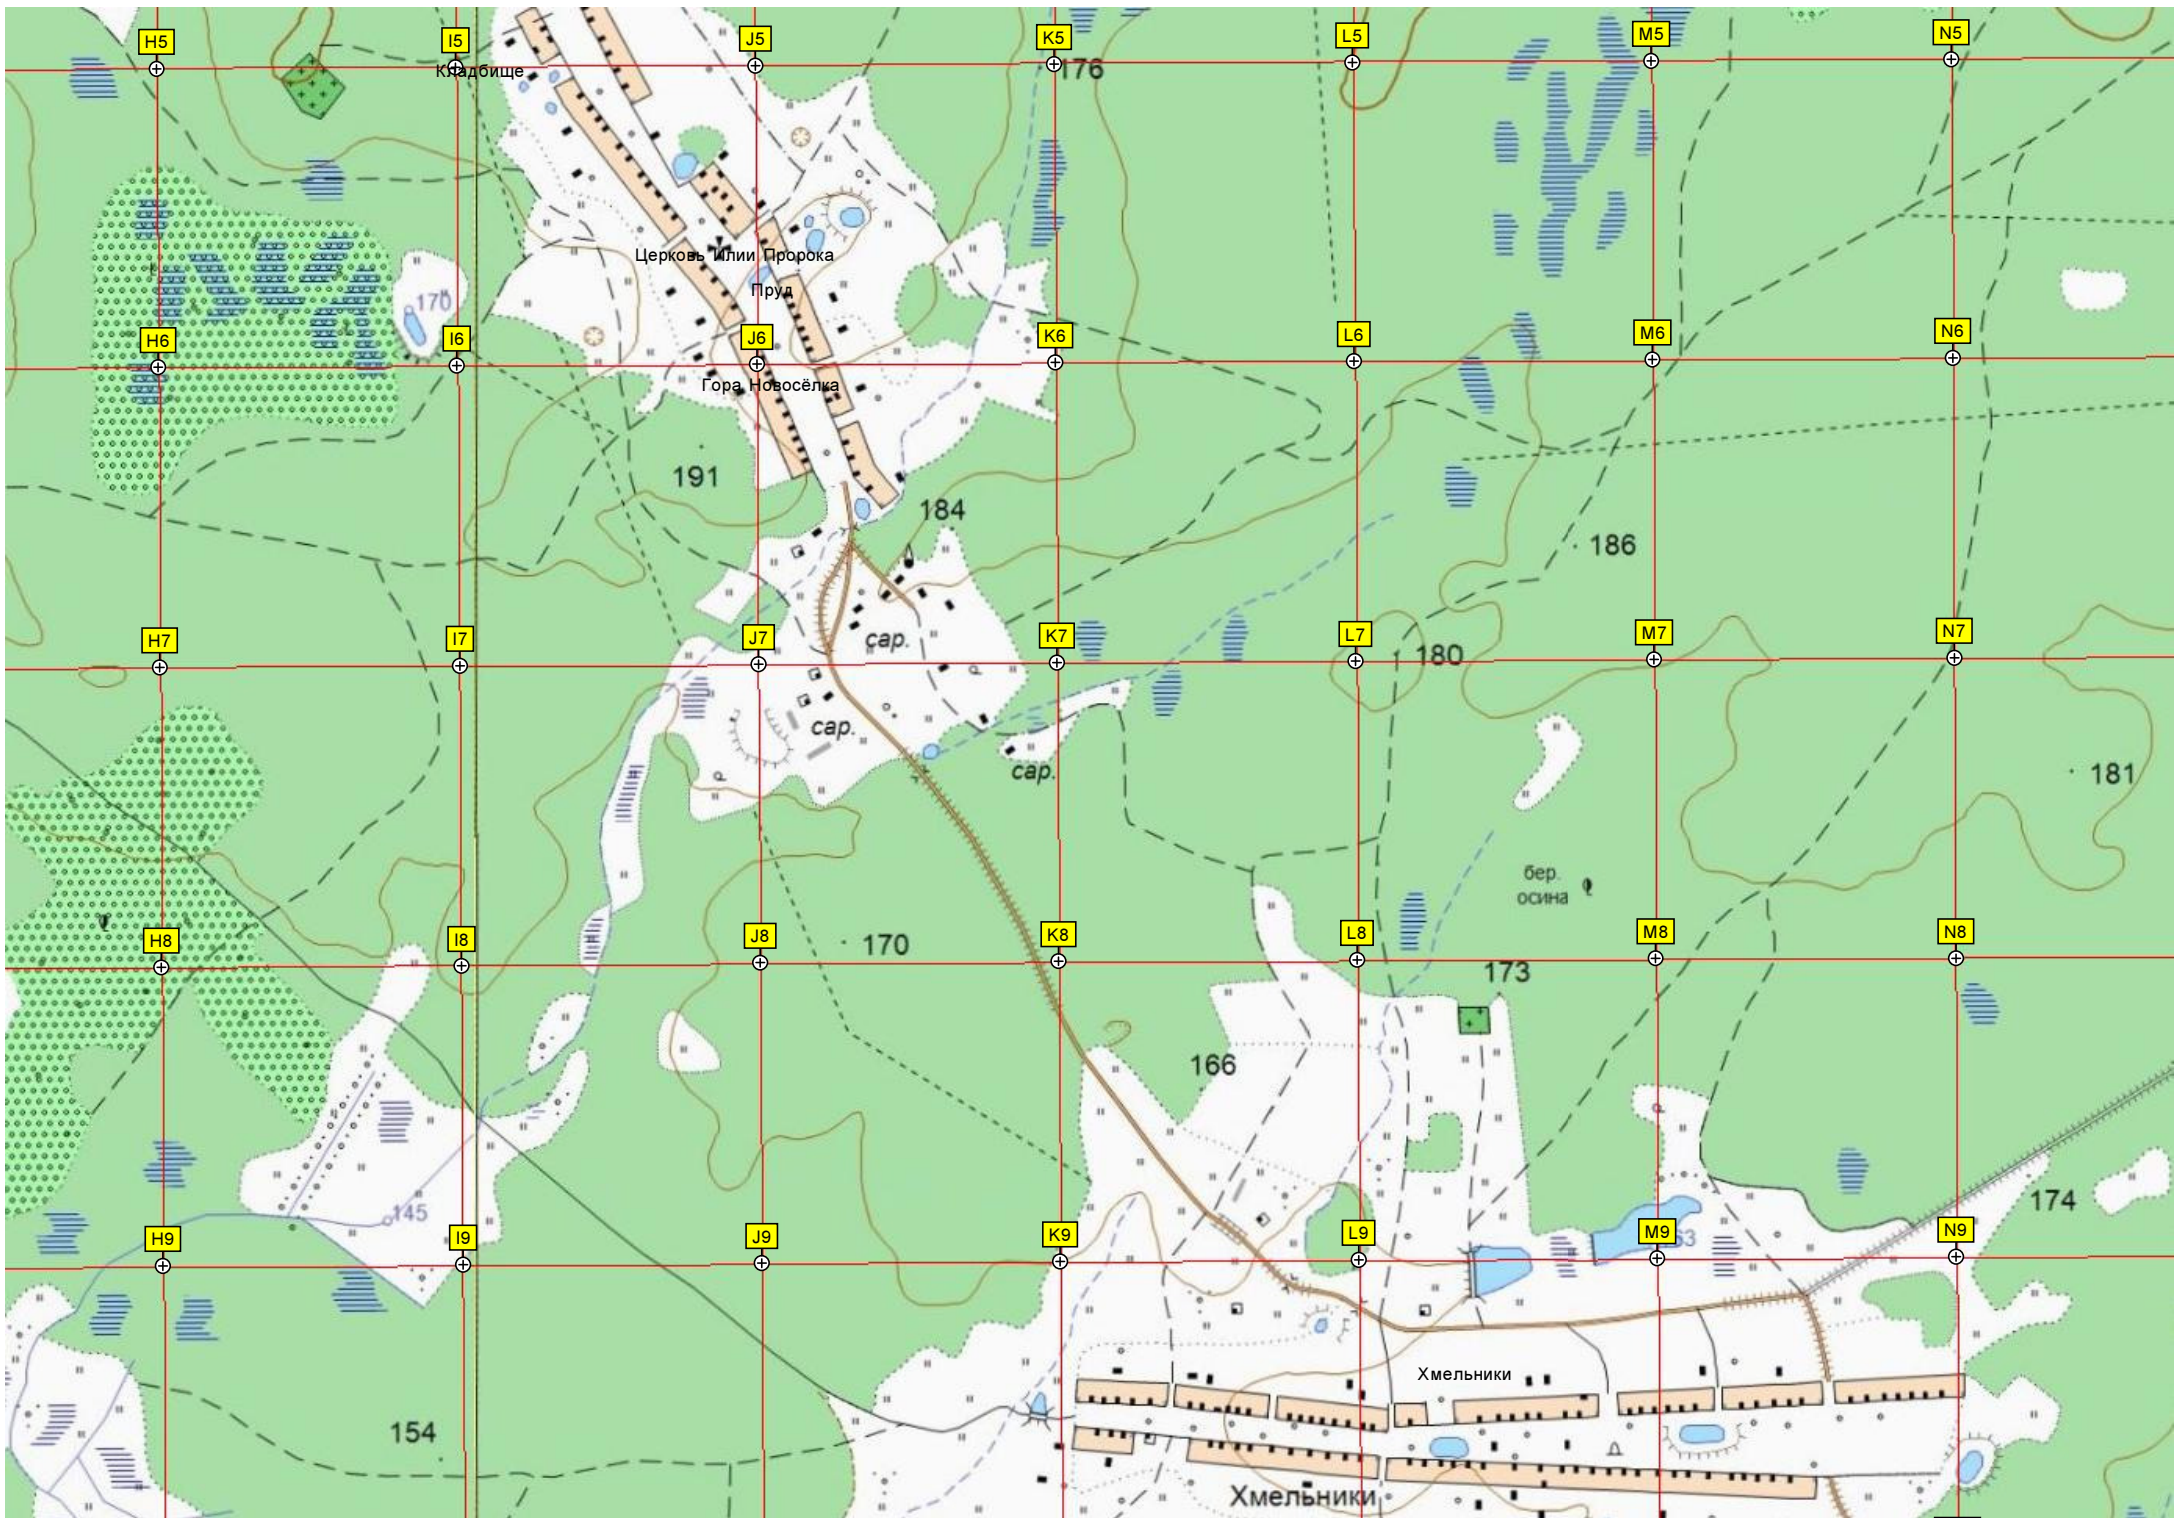 H5
I5
J5
K5
L5
M5
N5
Кладбище
176
Церковь Илии Пророка
Пруд
170
H6
I6
J6
K6
L6
M6
N6
Гора Новосёлка
191
184
186
H7
I7
J7
K7
L7
M7
N7
сар.
180
сар.
сар.
181
бер.
осина
H8
I8
J8
K8
L8
M8
N8
170
173
166
174
145
H9
I9
J9
K9
L9
M9
N9
Хмельники
154
Хмельники